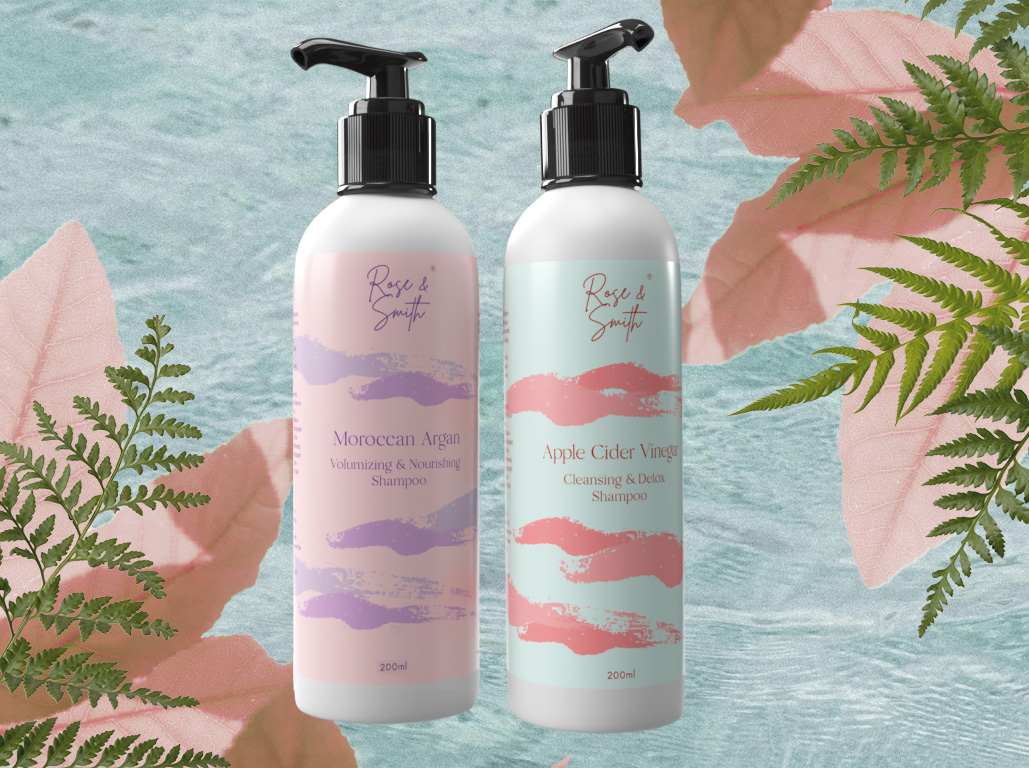 Rose &
Smith
®
Moroccan Argan
Volumizing & Nourishing
Shampoo
200ml
Rose &
Smith
®
Apple Cider Vinegar
Cleansing & Detox
Shampoo
200ml